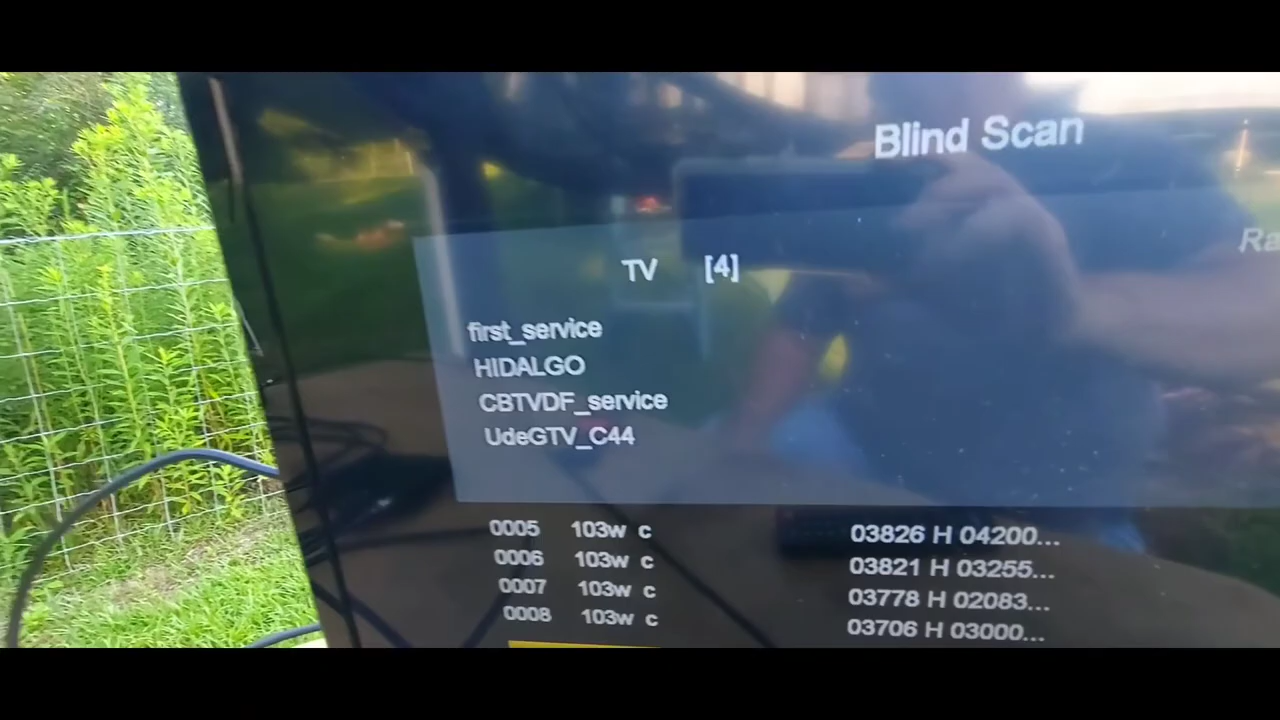 Blind Scan
Ra
TV [4]
first_service
HIDALGO
CBTVDF_service
UdeGTV_C44
0005 103w c 03826 H 04200...
0006 103w c 03821 H 03255...
0007 103w c 03778 H 02083...
0008 103w c 03706 H 03000...